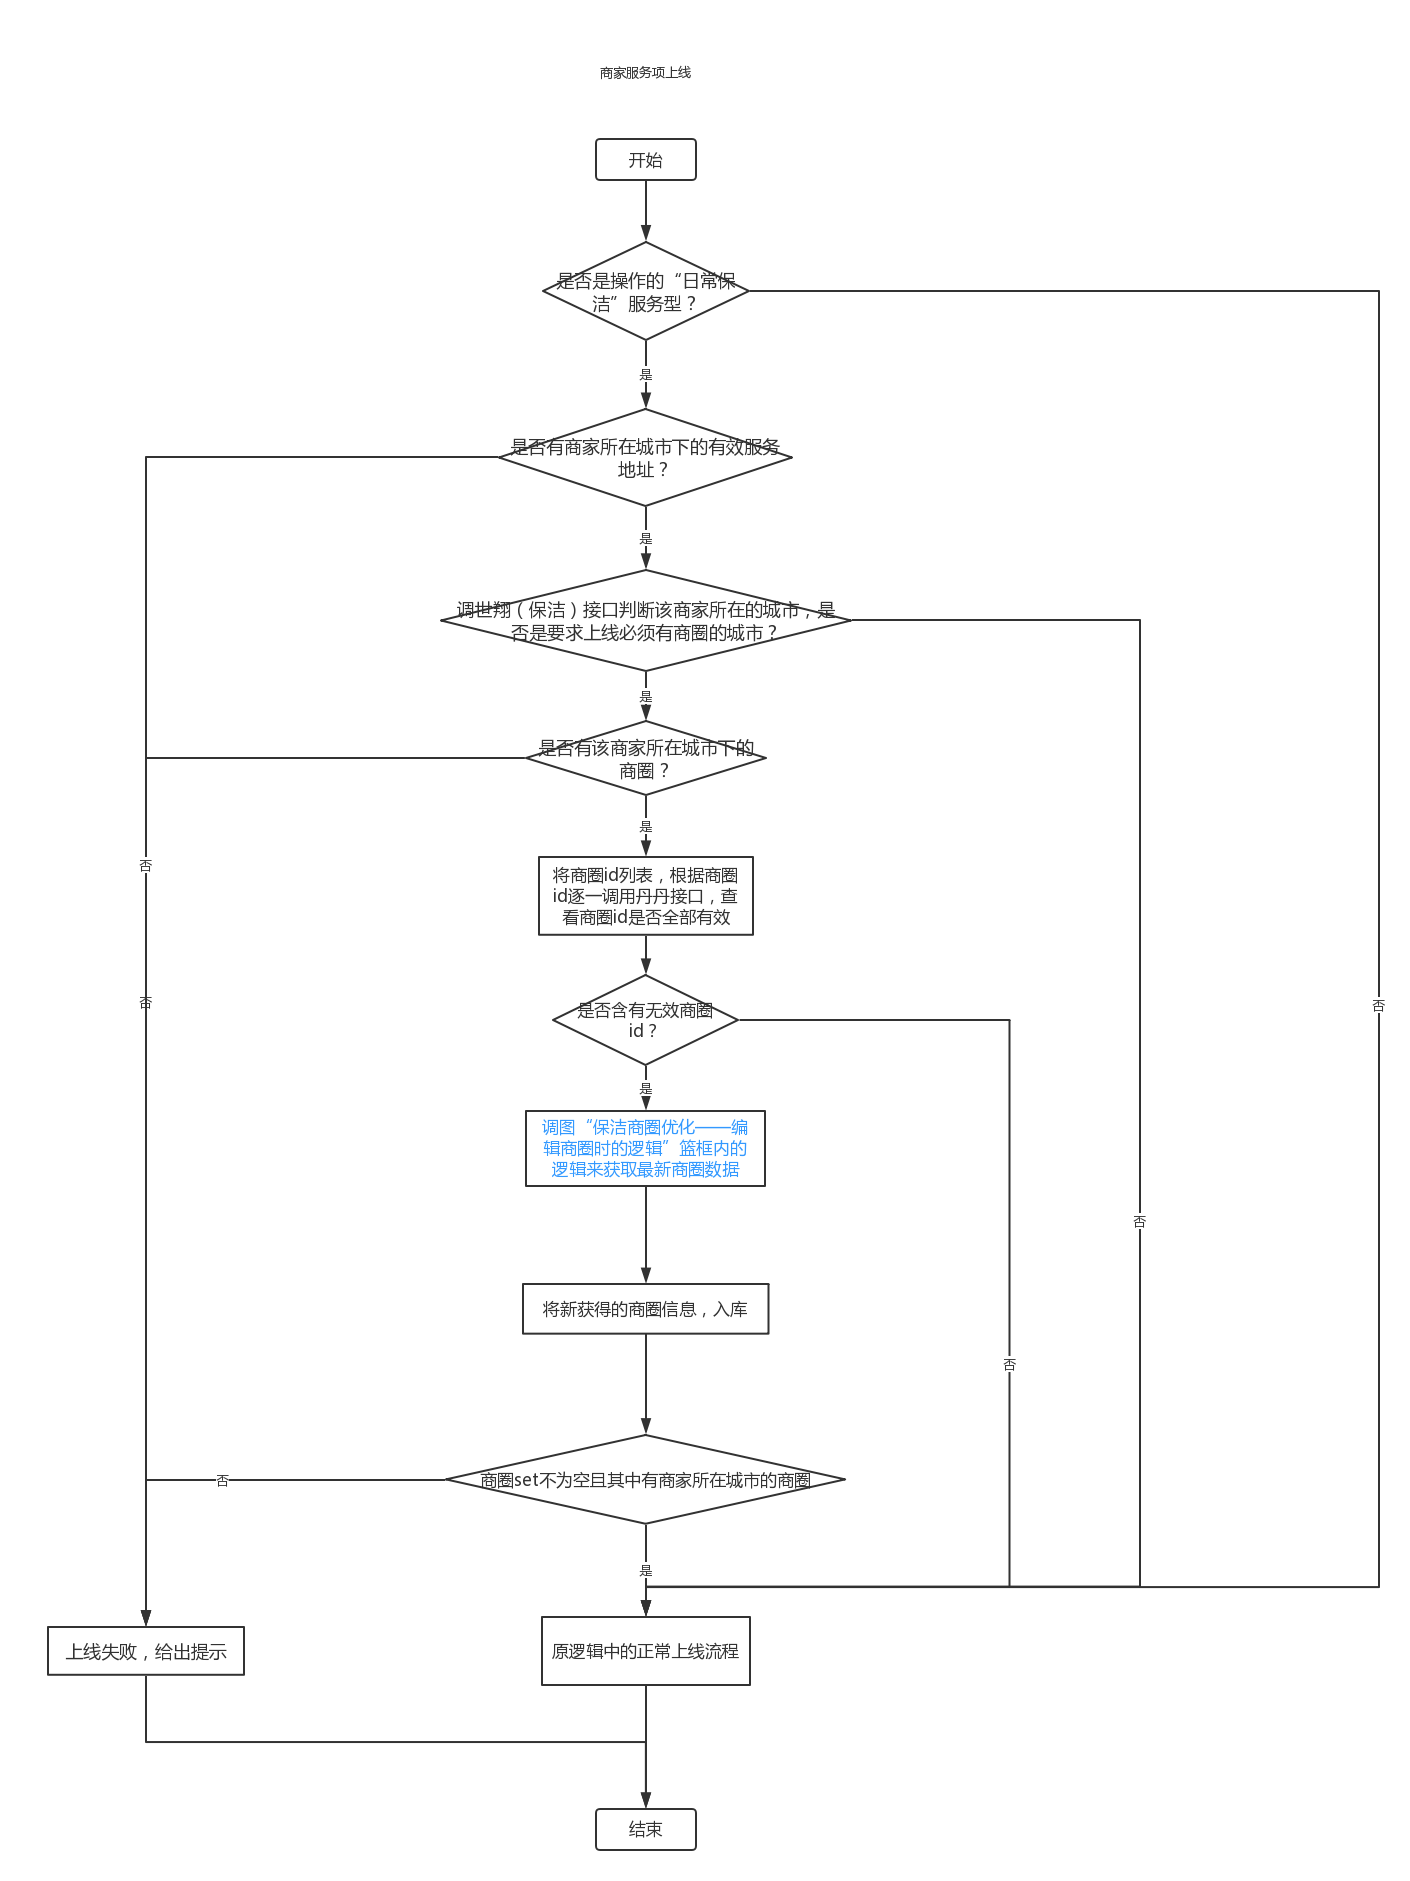 商家服务项上线
开始
是否是操作的“日常保
洁”服务型？
是
是否有商家所在城市下的有效服务
地址？
是
调世翔（保洁）接口判断该商家所在的城市，是
否是要求上线必须有商圈的城市？
是
是否有该商家所在城市下的
商圈？
是
否
将商圈id列表，根据商圈
id逐一调用丹丹接口，查
看商圈id是否全部有效
否
否
是否含有无效商圈
id？
是
调图“保洁商圈优化——编
辑商圈时的逻辑”篮框内的
逻辑来获取最新商圈数据
否
将新获得的商圈信息，入库
否
商圈set不为空且其中有商家所在城市的商圈
否
是
上线失败，给出提示
原逻辑中的正常上线流程
结束